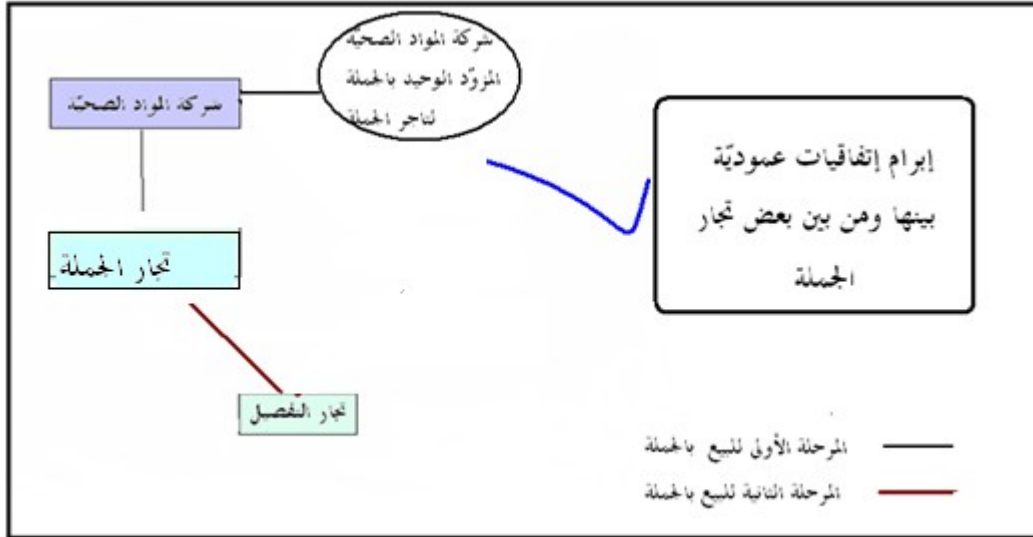 شركة المواد الصحيّة
المزوّد الوحيد بالجملة
لتاجر الجملة
شركة المواد الصحيّة
إبرام إتفاقيات عموديّة
بينها ومن بين بعض تجار
الجملة
تجار الجملة
تجار التفصيل
المرحلة الأولى للبيع بالجملة
المرحلة الثانية للبيع بالجملة